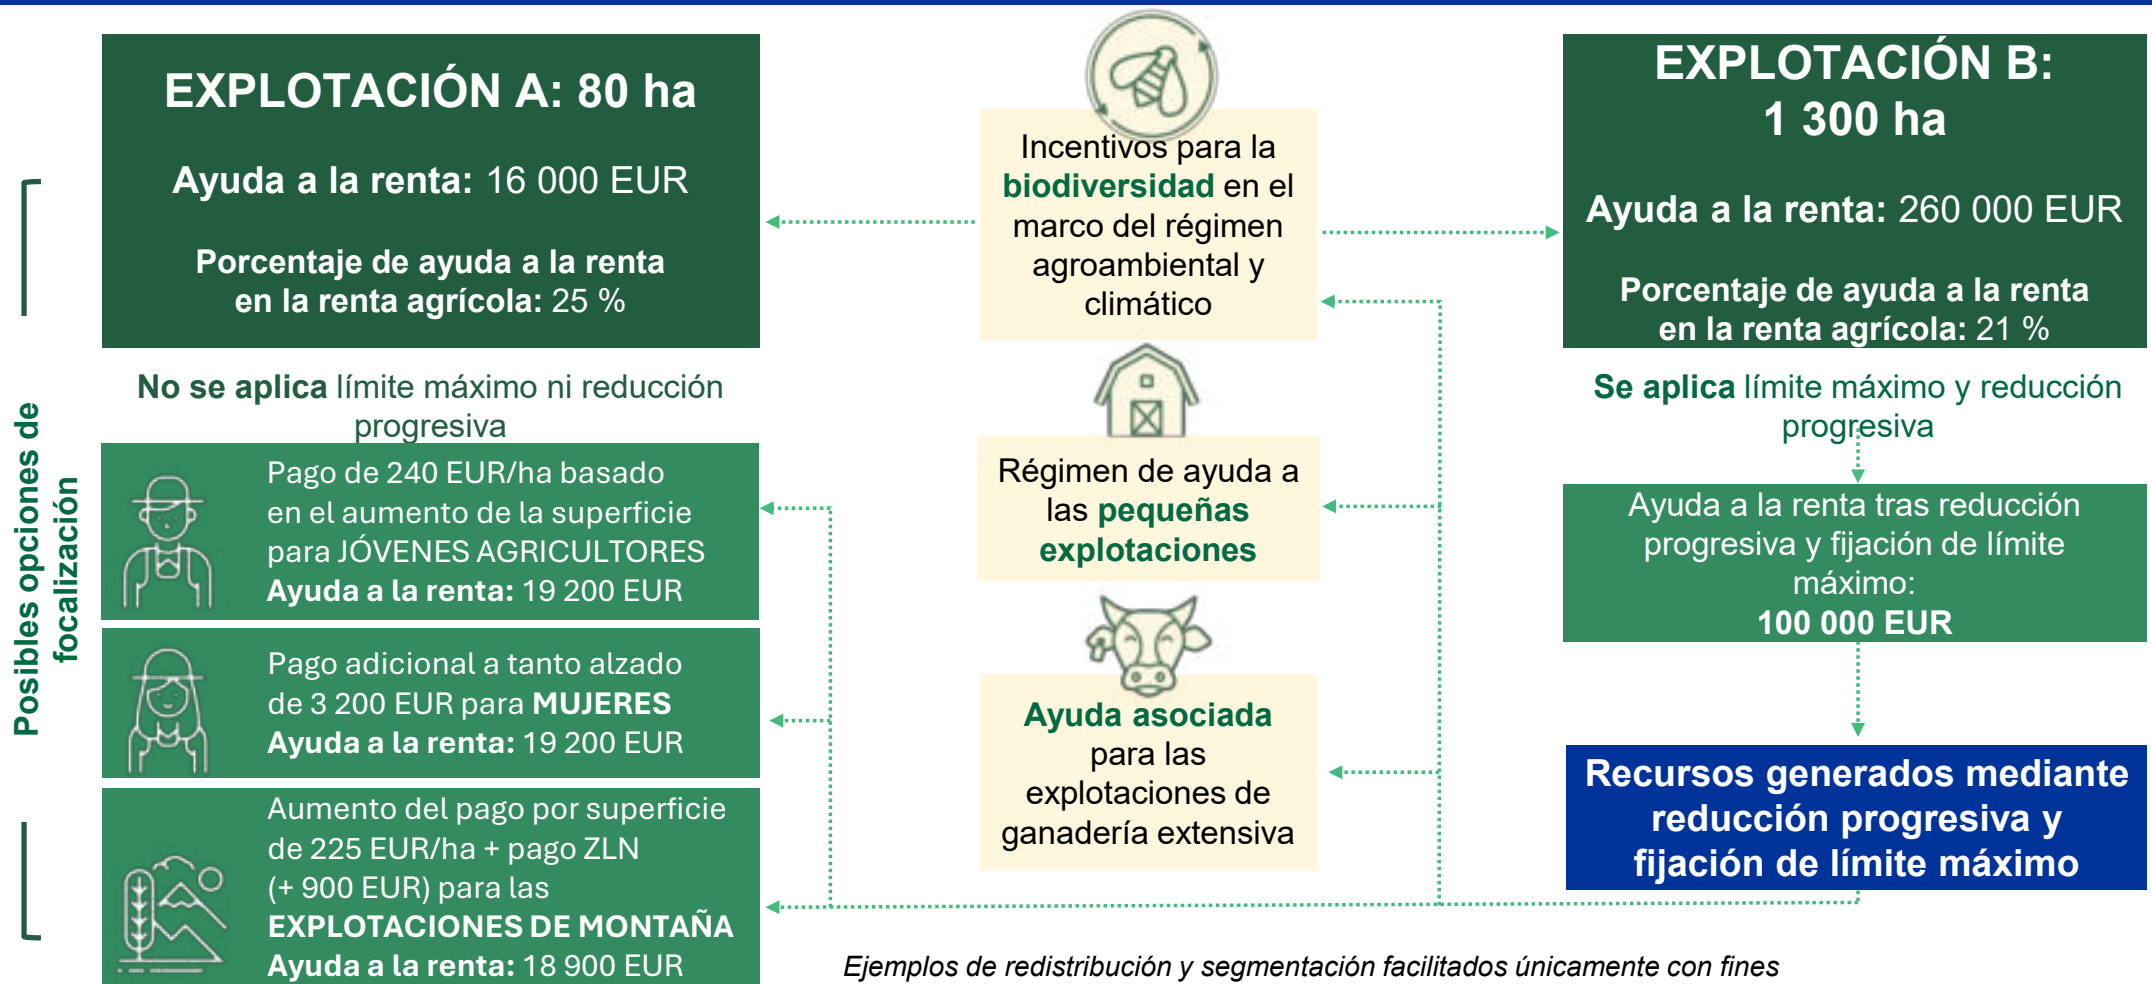 EXPLOTACIÓN A: 80 ha
Ayuda a la renta: 16 000 EUR
Porcentaje de ayuda a la renta
en la renta agrícola: 25 %
No se aplica límite máximo ni reducción
progresiva
Posibles opciones de
focalización
Pago de 240 EUR/ha basado
en el aumento de la superficie
para JÓVENES AGRICULTORES
Ayuda a la renta: 19 200 EUR
Pago adicional a tanto alzado
de 3 200 EUR para MUJERES
Ayuda a la renta: 19 200 EUR
Aumento del pago por superficie
de 225 EUR/ha + pago ZLN
(+ 900 EUR) para las
EXPLOTACIONES DE MONTAÑA
Ayuda a la renta: 18 900 EUR
Incentivos para la
biodiversidad en el
marco del régimen
agroambiental y
climático
Régimen de ayuda a
las pequeñas
explotaciones
Ayuda asociada
para las
explotaciones de
ganadería extensiva
EXPLOTACIÓN B:
1 300 ha
Ayuda a la renta: 260 000 EUR
Porcentaje de ayuda a la renta
en la renta agrícola: 21 %
Se aplica límite máximo y reducción
progresiva
Ayuda a la renta tras reducción
progresiva y fijación de límite
máximo:
100 000 EUR
Recursos generados mediante
reducción progresiva y
fijación de límite máximo
Ejemplos de redistribución y segmentación facilitados únicamente con fines